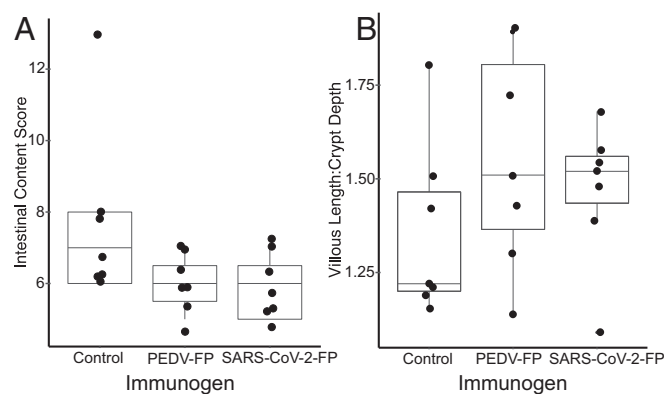 A
Intestinal Content Score
12
10
8
6
Control PEDV-FP SARS-CoV-2-FP
Immunogen
B
Villous Length:Crypt Depth
1.75
1.50
1.25
Control PEDV-FP SARS-CoV-2-FP
Immunogen